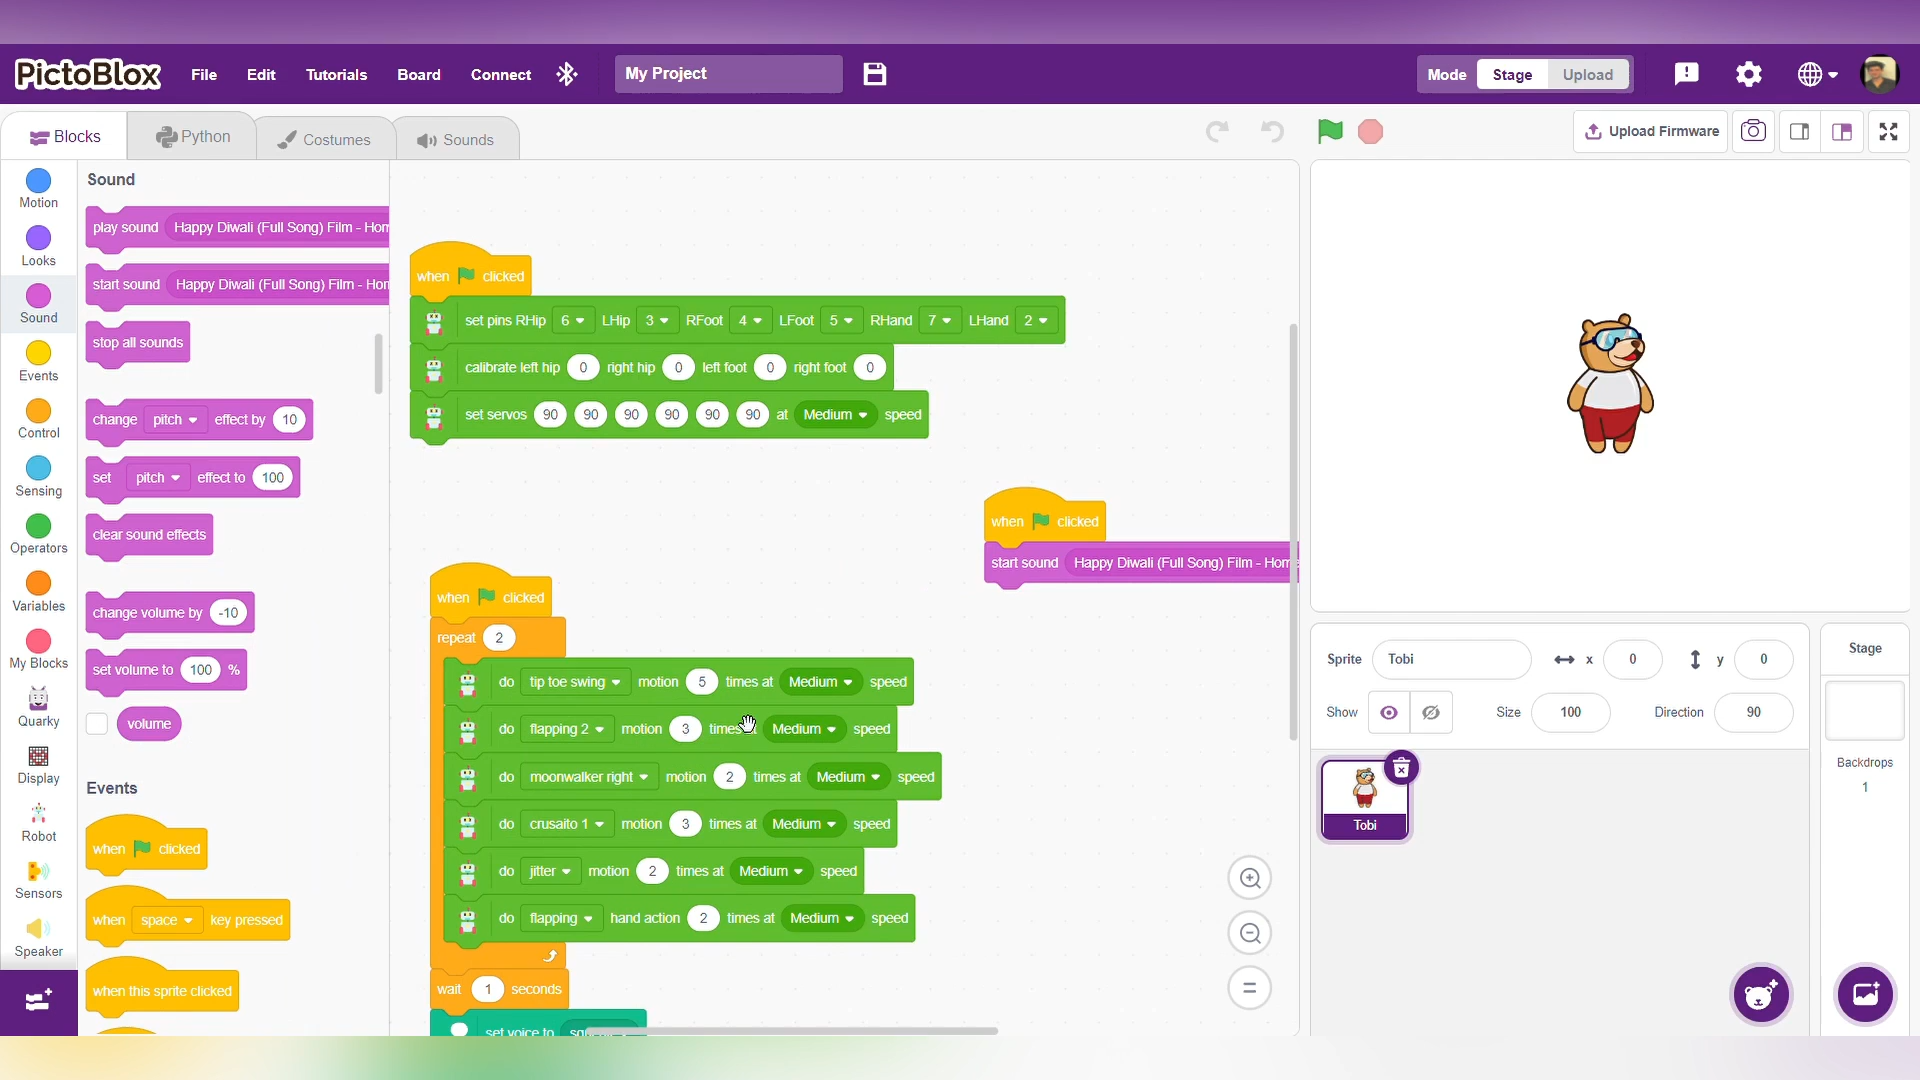 PictoBlox File Edit Tutorials Board Connect My Project Mode Stage Upload
Blocks Python Costumes Sounds Upload Firmware
Motion
Looks
Sound
Events
Control
Sensing
Operators
Variables
My Blocks
Quarky
Display
Robot
Sensors
Speaker
Sound
play sound Happy Diwali (Full Song) Film - Hom
start sound Happy Diwali (Full Song) Film - Hom
stop all sounds
change pitch effect by 10
set pitch effect to 100
clear sound effects
change volume by -10
set volume to 100 %
volume
Events
when clicked
when space key pressed
when this sprite clicked
when clicked
set pins RHip 6 LHip 3 RFoot 4 LFoot 5 RHand 7 LHand 2
calibrate left hip 0 right hip 0 left foot 0 right foot 0
set servos 90 90 90 90 90 90 at Medium speed
when clicked
start sound Happy Diwali (Full Song) Film - Hom
when clicked
repeat 2
do tip toe swing motion 5 times at Medium speed
do flapping 2 motion 3 times at Medium speed
do moonwalker right motion 2 times at Medium speed
do crusaito 1 motion 3 times at Medium speed
do jitter motion 2 times at Medium speed
do flapping hand action 2 times at Medium speed
wait 1 seconds
set voice to
Sprite Tobi x 0 y 0
Show Size 100 Direction 90
Tobi
Stage
Backdrops
1